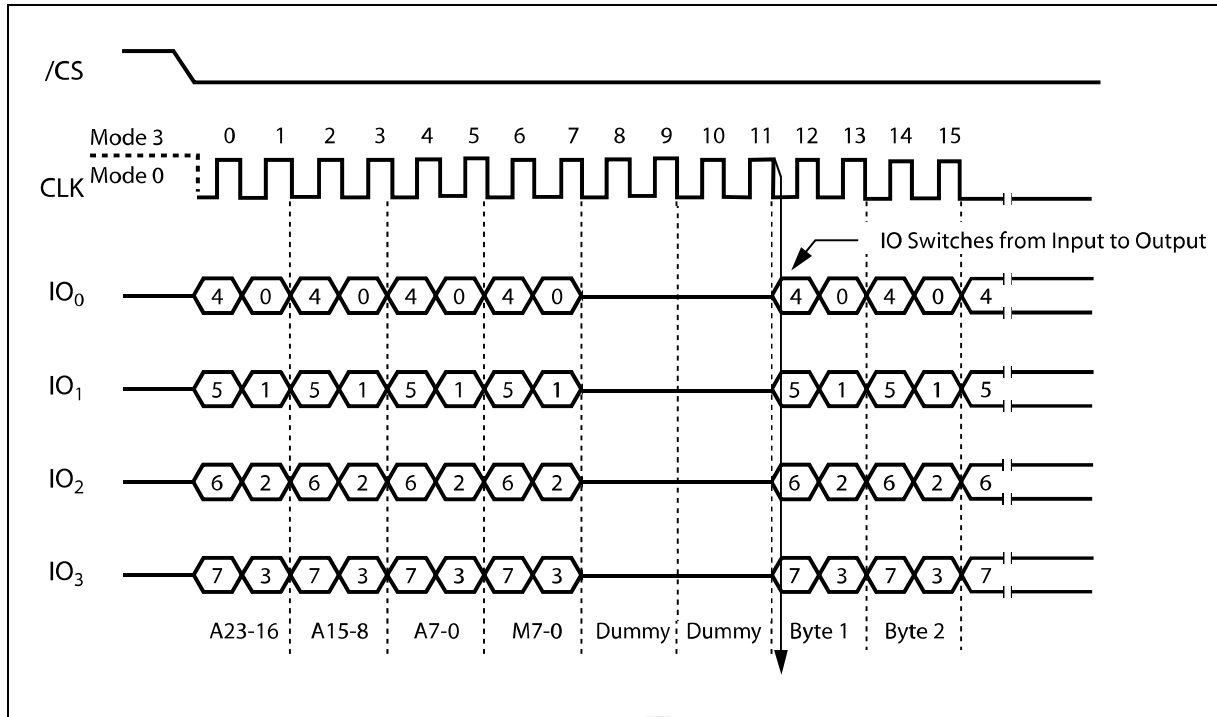 /CS
Mode 3
0 1 2 3 4 5 6 7 8 9 10 11 12 13 14 15
CLK
Mode 0
IO Switches from Input to Output
IO0 4 0 4 0 4 0 4 0 4 0 4 0 4
IO1 5 1 5 1 5 1 5 1 5 1 5 1 5
IO2 6 2 6 2 6 2 6 2 6 2 6 2 6
IO3 7 3 7 3 7 3 7 3 7 3 7 3 7
A23-16 A15-8 A7-0 M7-0 Dummy Dummy Byte 1 Byte 2